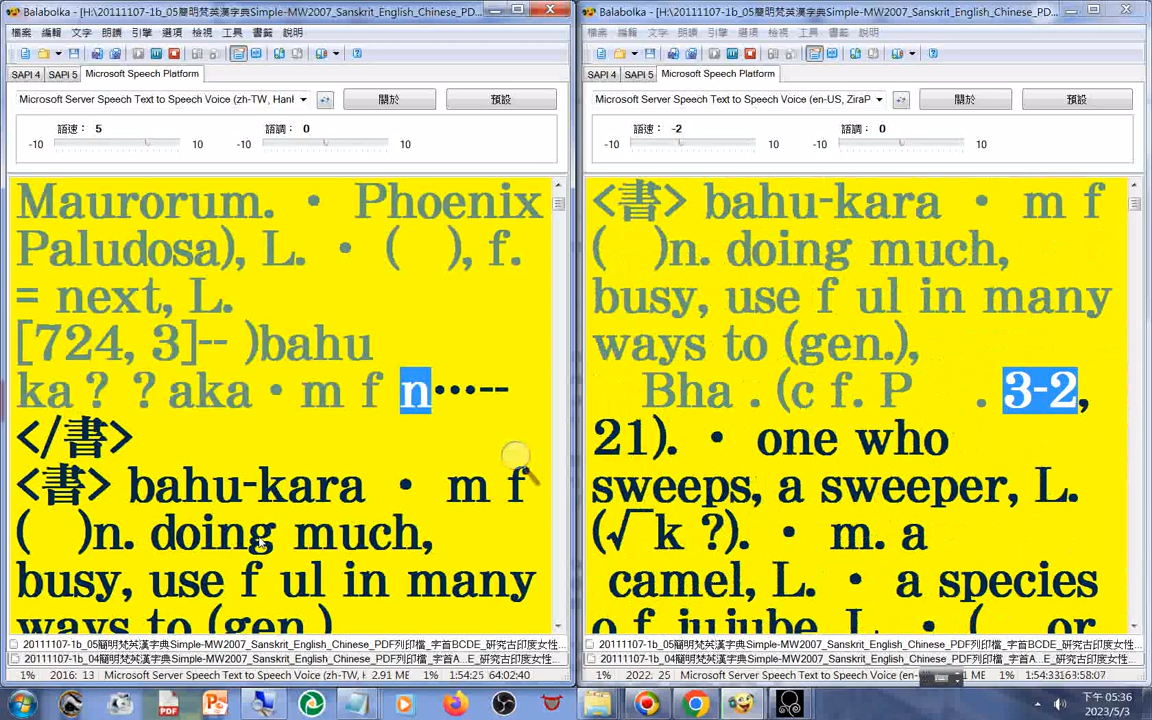 Balabolka - [H:\20111107-1b_05簡明梵英漢字典Simple-MW2007_Sanskrit_English_Chinese_PD...
檔案 編輯 文字 朗讀 引擎 選項 檢視 工具 書籤 說明
SAPI 4 SAPI 5 Microsoft Speech Platform
Microsoft Server Speech Text to Speech Voice (zh-TW, Hanl 關於 預設
語速： 5 語調： 0
-10 10 -10 10
Maurorum. • Phoenix
Paludosa), L. • ( ), f.
= next, L.
[724, 3]-- )bahu
ka ? ? aka • m f n•••--
</書>
<書> bahu-kara • m f
( )n. doing much,
busy, use f ul in many
ways to (gen.),
20111107-1b_05簡明梵英漢字典Simple-MW2007_Sanskrit_English_Chinese_PDF列印檔_字首BCDE_研究古印度女性...
20111107-1b_04簡明梵英漢字典Simple-MW2007_Sanskrit_English_Chinese_PDF列印檔_字首A...E_研究古印度女性...
1% 2016: 13 Microsoft Server Speech Text to Speech Voice (zh-TW, H 2.91 ME 1% 1:54:25 64:02:40
Balabolka - [H:\20111107-1b_05簡明梵英漢字典Simple-MW2007_Sanskrit_English_Chinese_PD...
檔案 編輯 文字 朗讀 引擎 選項 檢視 工具 書籤 說明
SAPI 4 SAPI 5 Microsoft Speech Platform
Microsoft Server Speech Text to Speech Voice (en-US, ZiraP 關於 預設
語速： -2 語調： 0
-10 10 -10 10
<書> bahu-kara • m f
( )n. doing much,
busy, use f ul in many
ways to (gen.),
Bha . (c f. P . 3-2,
21). • one who
sweeps, a sweeper, L.
(√ k ?). • m. a
camel, L. • a species
o f jujube, L. • ( or
20111107-1b_05簡明梵英漢字典Simple-MW2007_Sanskrit_English_Chinese_PDF列印檔_字首BCDE_研究古印度女性...
20111107-1b_04簡明梵英漢字典Simple-MW2007_Sanskrit_English_Chinese_PDF列印檔_字首A...E_研究古印度女性...
1% 2022: 25 Microsoft Server Speech Text to Speech Voice (en-U ME 1%
下午 05:36
2023/5/3